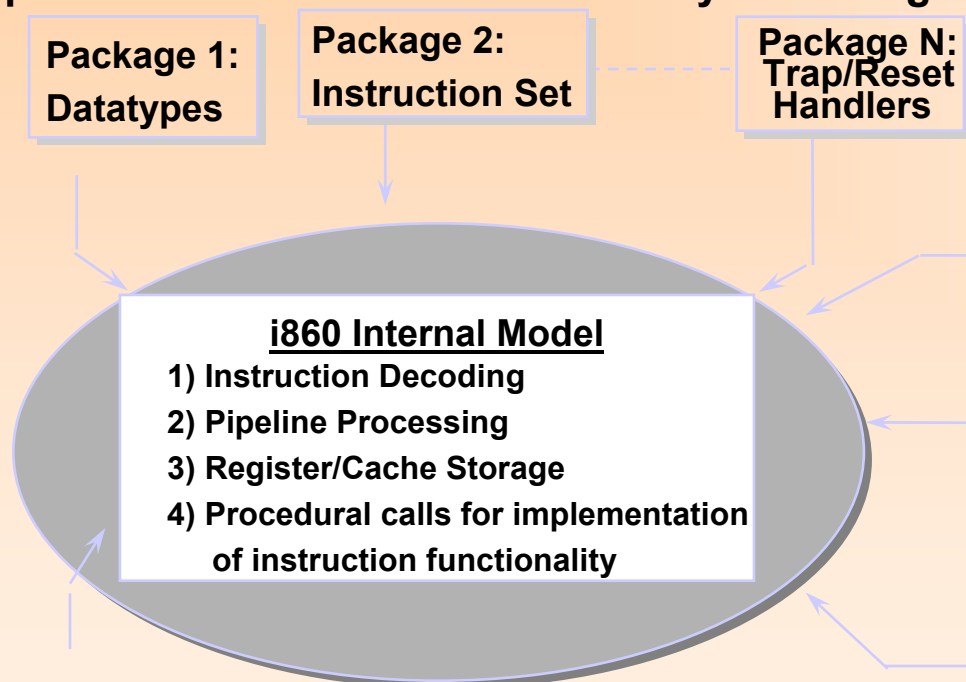 Package 1:
Datatypes
Package 2:
Instruction Set
Package N:
Trap/Reset
Handlers
i860 Internal Model
1) Instruction Decoding
2) Pipeline Processing
3) Register/Cache Storage
4) Procedural calls for implementation
of instruction functionality